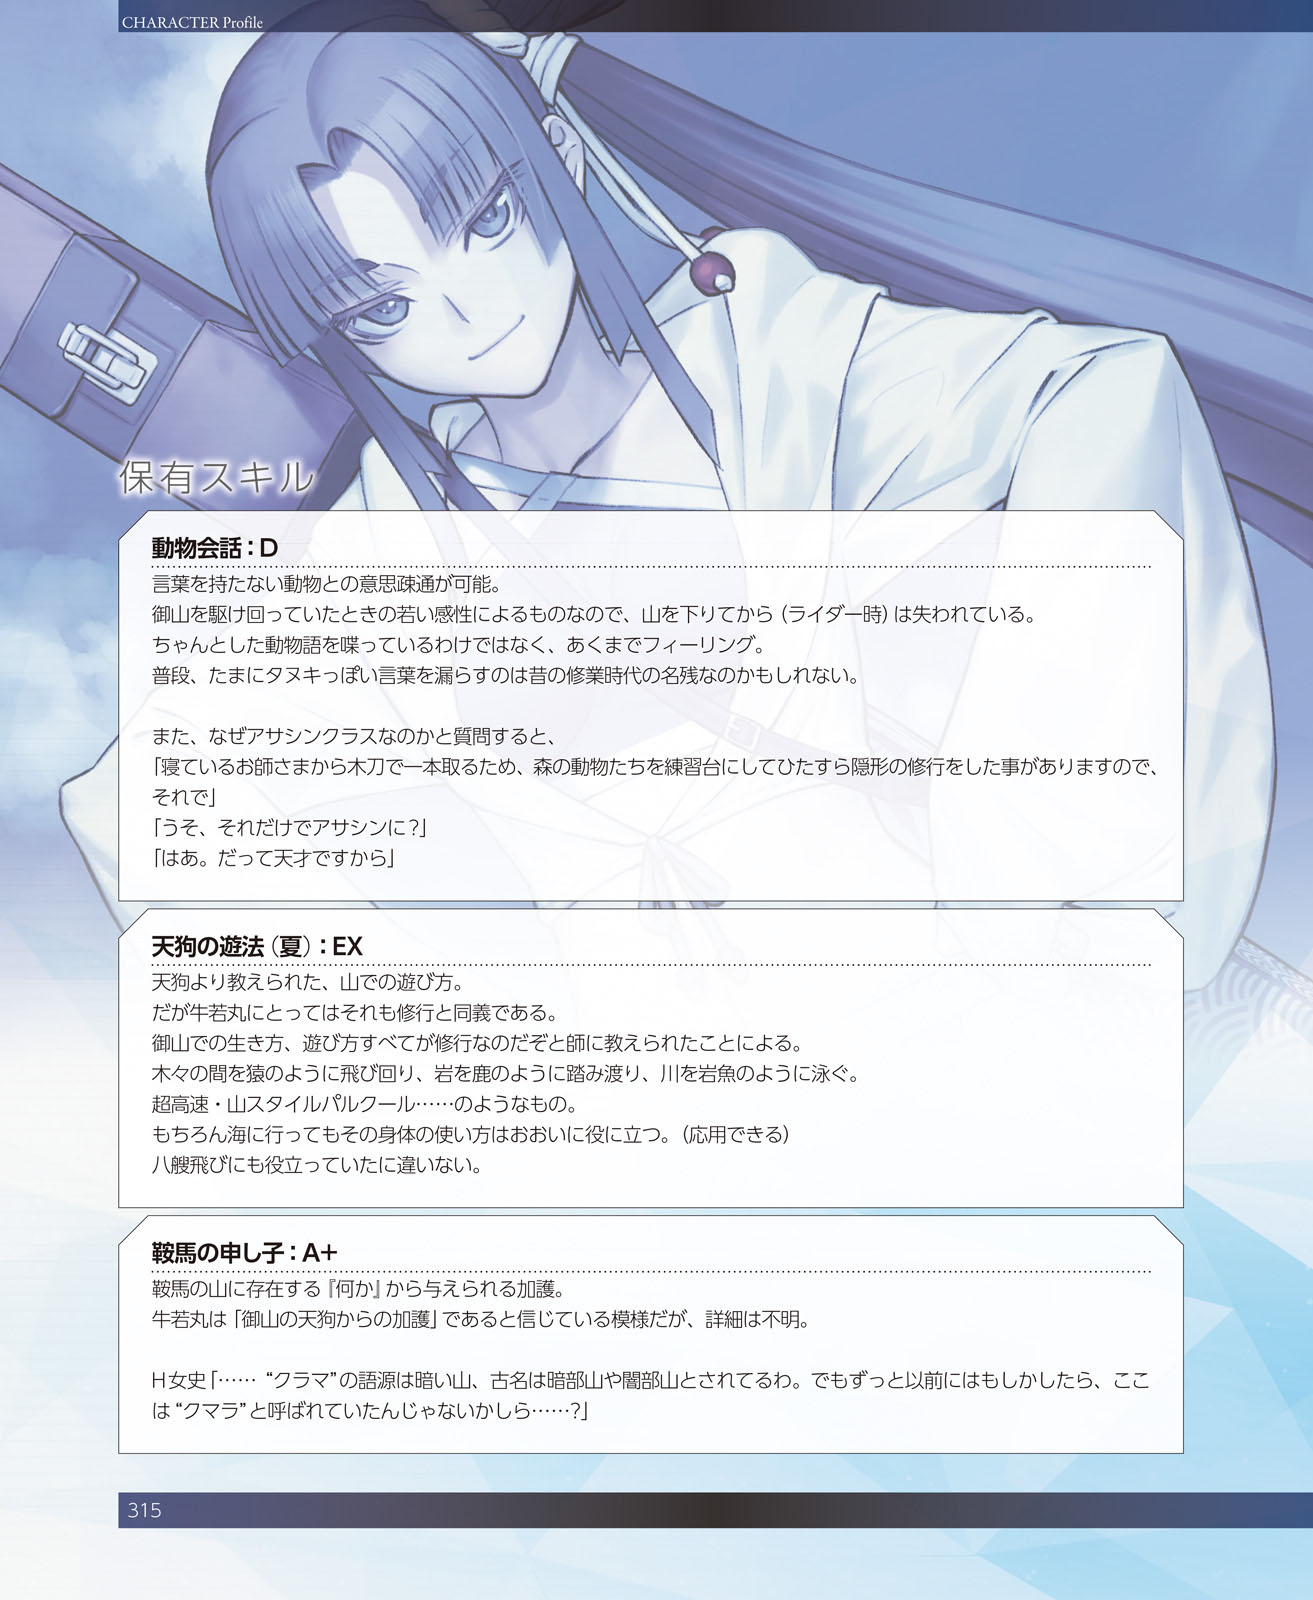 CHARACTER Profile
保有スキル
動物会話：D
言葉を持たない動物との意思疎通が可能。
御山を駆け回っていたときの若い感性によるものなので、山を下りてから（ライダー時）は失われている。
ちゃんとした動物語を喋っているわけではなく、あくまでフィーリング。
普段、たまにタヌキっぽい言葉を漏らすのは昔の修業時代の名残なのかもしれない。
また、なぜアサシンクラスなのかと質問すると、
「寝ているお師さまから木刀で一本取るため、森の動物たちを練習台にしてひたすら隠形の修行をした事がありますので、
それで」
「うそ、それだけでアサシンに？」
「はあ。だって天才ですから」
天狗の遊法（夏）：EX
天狗より教えられた、山での遊び方。
だが牛若丸にとってはそれも修行と同義である。
御山での生き方、遊び方すべてが修行なのだぞと師に教えられたことによる。
木々の間を猿のように飛び回り、岩を鹿のように踏み渡り、川を岩魚のように泳ぐ。
超高速・山スタイルパルクール……のようなもの。
もちろん海に行ってもその身体の使い方はおおいに役に立つ。（応用できる）
八艘飛びにも役立っていたに違いない。
鞍馬の申し子：A＋
鞍馬の山に存在する『何か』から与えられる加護。
牛若丸は「御山の天狗からの加護」であると信じている模様だが、詳細は不明。
H女史「…… “クラマ”の語源は暗い山、古名は暗部山や闇部山とされてるわ。でもずっと以前にはもしかしたら、ここ
は“クマラ”と呼ばれていたんじゃないかしら……？」
315